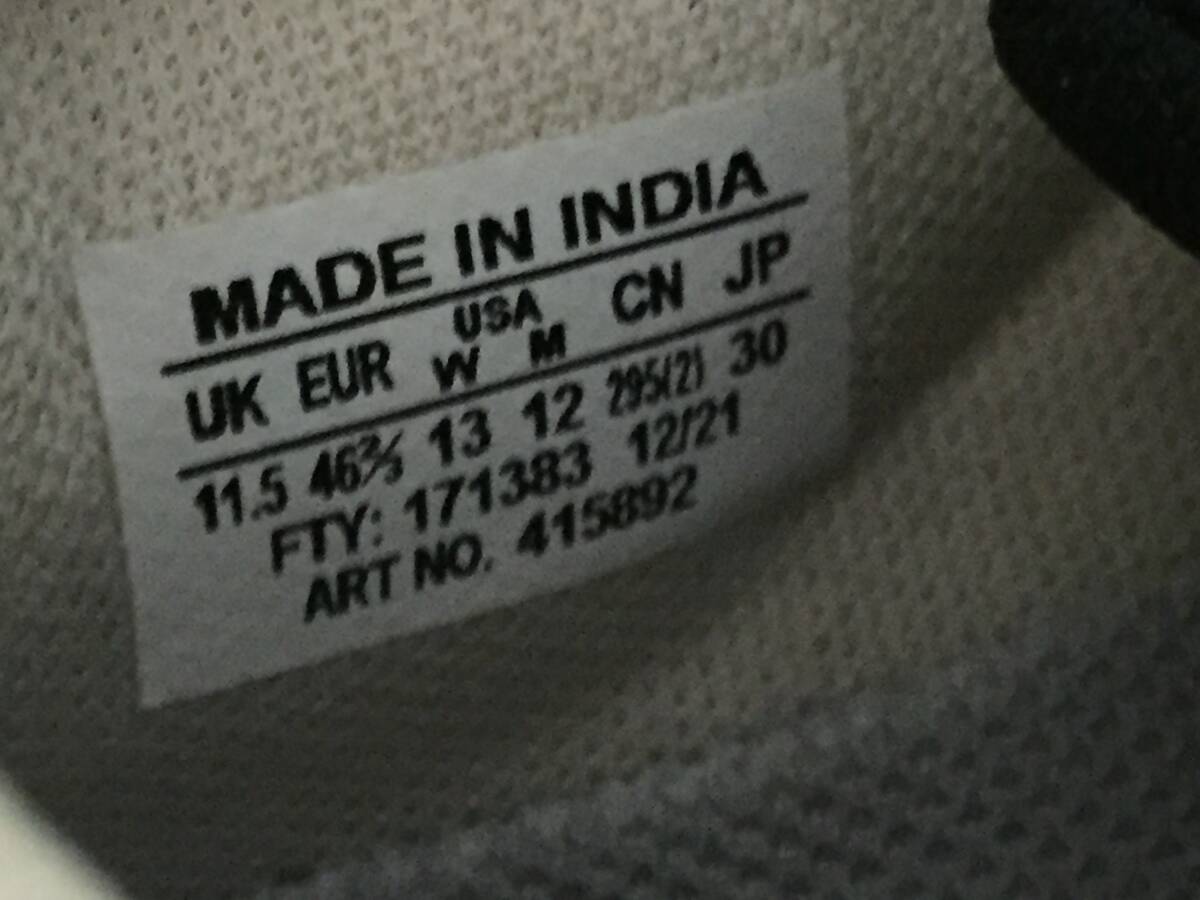 MADE IN INDIA
UK EUR USA CN JP
W M
11.5 46⅔ 13 12 295(2) 30
FTY: 171383 12/21
ART NO. 415892